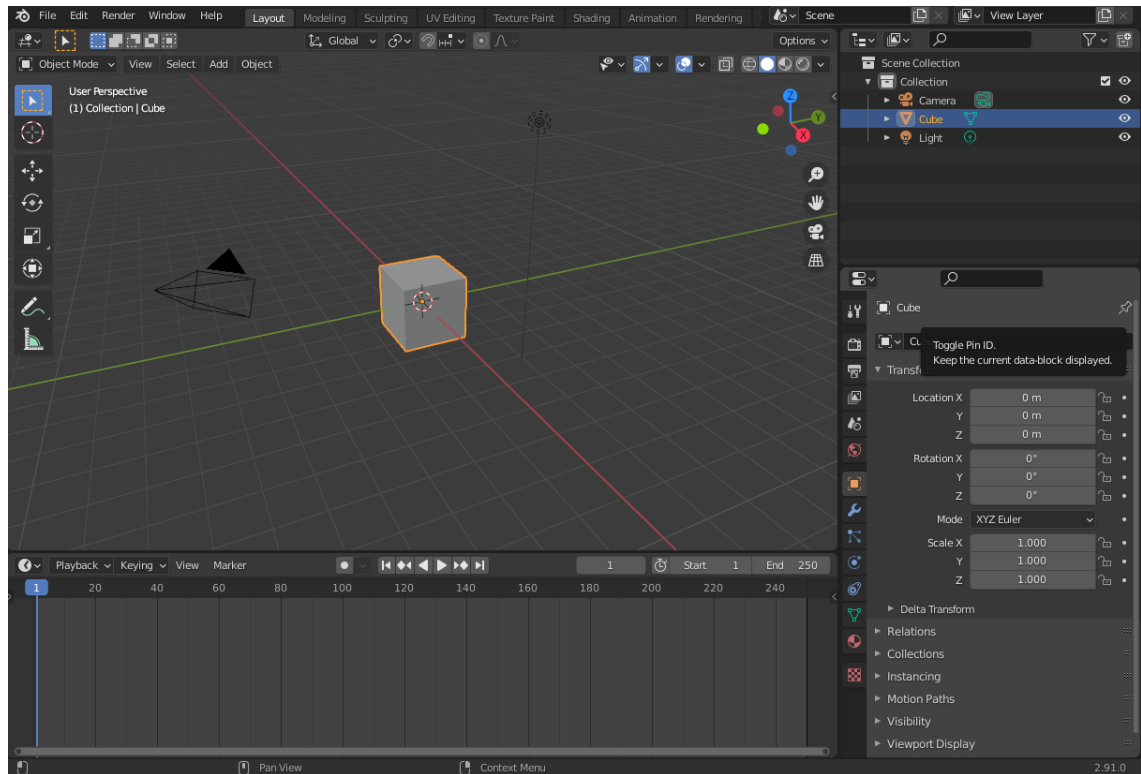 File Edit Render Window Help Layout Modeling Sculpting UV Editing Texture Paint Shading Animation Rendering Scene View Layer
Global Options
Object Mode View Select Add Object
User Perspective
(1) Collection | Cube
Z
Y
X
Scene Collection
Collection
Camera
Cube
Light
Cube
Cu
Toggle Pin ID.
Keep the current data-block displayed.
Transfo
Location X 0 m
Y 0 m
Z 0 m
Rotation X 0°
Y 0°
Z 0°
Mode XYZ Euler
Scale X 1.000
Y 1.000
Z 1.000
Delta Transform
Relations
Collections
Instancing
Motion Paths
Visibility
Viewport Display
Playback Keying View Marker 1 Start 1 End 250
1 20 40 60 80 100 120 140 160 180 200 220 240
Pan View Context Menu 2.91.0